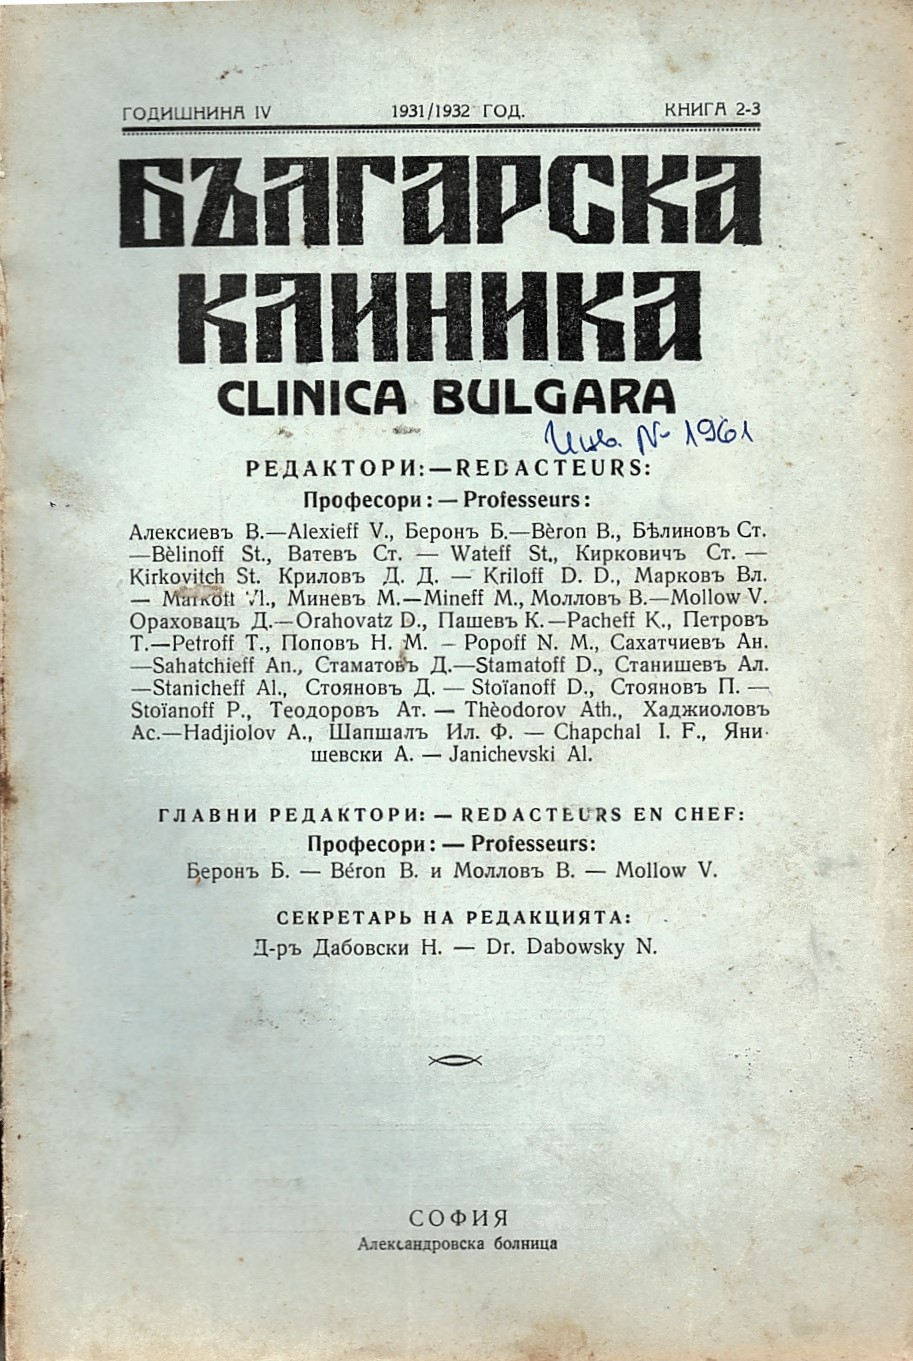 ГОДИШНИНА IV 1931/1932 ГОД. КНИГА 2-3
БЪЛГАРСКА
КЛИНИКА
CLINICA BULGARA
Инв. № 1961
РЕДАКТОРИ:—REDACTEURS:
Професори: — Professeurs:
Алексиевъ В.—Alexieff V., Беронъ Б.—Bèron B., Бѣлиновъ Ст.
—Bèlinoff St., Ватевъ Ст. — Wateff St., Кирковичъ Ст. —
Kirkovitch St. Криловъ Д. Д. — Kriloff D. D., Марковъ Вл.
— Markoff Vl., Миневъ М.—Mineff M., Молловъ В.—Mollow V.
Ораховацъ Д.—Orahovatz D., Пашевъ К.—Pacheff K., Петровъ
Т.—Petroff T., Поповъ Н. М. – Popoff N. M., Сахатчиевъ Ан.
—Sahatchieff An., Стаматовъ Д.—Stamatoff D., Станишевъ Ал.
—Stanicheff Al., Стояновъ Д. — Stoïanoff D., Стояновъ П. —
Stoïanoff P., Теодоровъ Ат. — Thèodorov Ath., Хаджиоловъ
Ас.—Hadjiolov A., Шапшалъ Ил. Ф. — Chapchal I. F., Яни-
шевски А. — Janichevski Al.
ГЛАВНИ РЕДАКТОРИ: — REDACTEURS EN CHEF:
Професори: — Professeurs:
Беронъ Б. — Béron B. и Молловъ В. — Mollow V.
СЕКРЕТАРЬ НА РЕДАКЦИЯТА:
Д-ръ Дабовски Н. — Dr. Dabowsky N.
СОФИЯ
Александровска болница